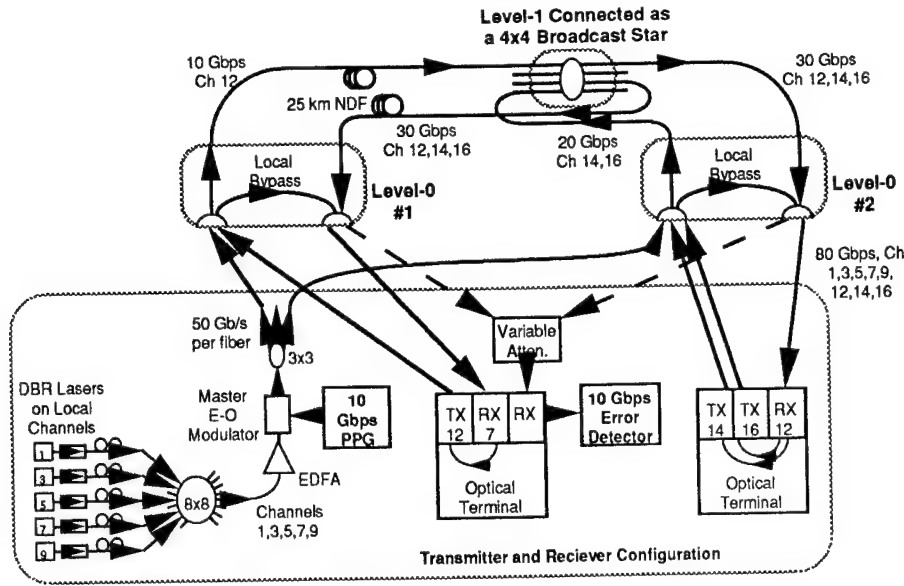 Level-1 Connected as
a 4x4 Broadcast Star
10 Gbps
Ch 12
30 Gbps
Ch 12,14,16
25 km NDF
30 Gbps
Ch 12,14,16
20 Gbps
Ch 14,16
Local
Bypass
Level-0
#1
Local
Bypass
Level-0
#2
80 Gbps, Ch
1,3,5,7,9,
12,14,16
50 Gb/s
per fiber
3x3
Variable
Atten.
DBR Lasers
on Local
Channels
Master
E-O
Modulator
10
Gbps
PPG
TX
12
RX
7
RX
10 Gbps
Error
Detector
TX
14
TX
16
RX
12
1
3
5
7
9
8x8
EDFA
Channels
1,3,5,7,9
Optical
Terminal
Optical
Terminal
Transmitter and Reciever Configuration